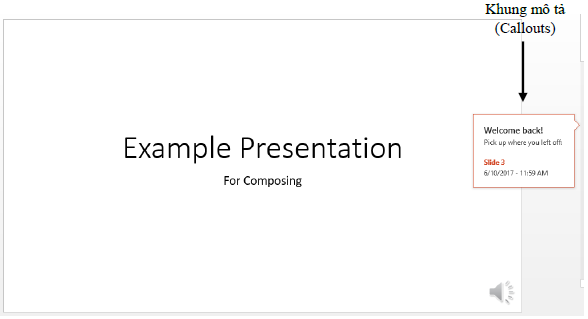 Khung mô tả
(Callouts)
Welcome back!
Pick up where you left off:
Slide 3
6/10/2017 - 11:59 AM
Example Presentation
For Composing